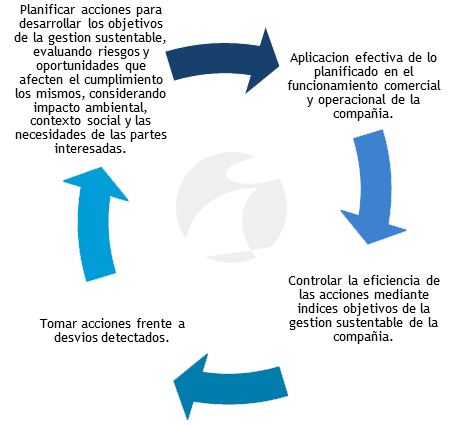 Planificar acciones para
desarrollar los objetivos
de la gestion sustentable,
evaluando riesgos y
oportunidades que
afecten el cumplimiento
los mismos, considerando
impacto ambiental,
contexto social y las
necesidades de las partes
interesadas.
Aplicacion efectiva de lo
planificado en el
funcionamiento comercial
y operacional de la
compañia.
Controlar la eficiencia de
las acciones mediante
indices objetivos de la
gestion sustentable de la
compañia.
Tomar acciones frente a
desvios detectados.